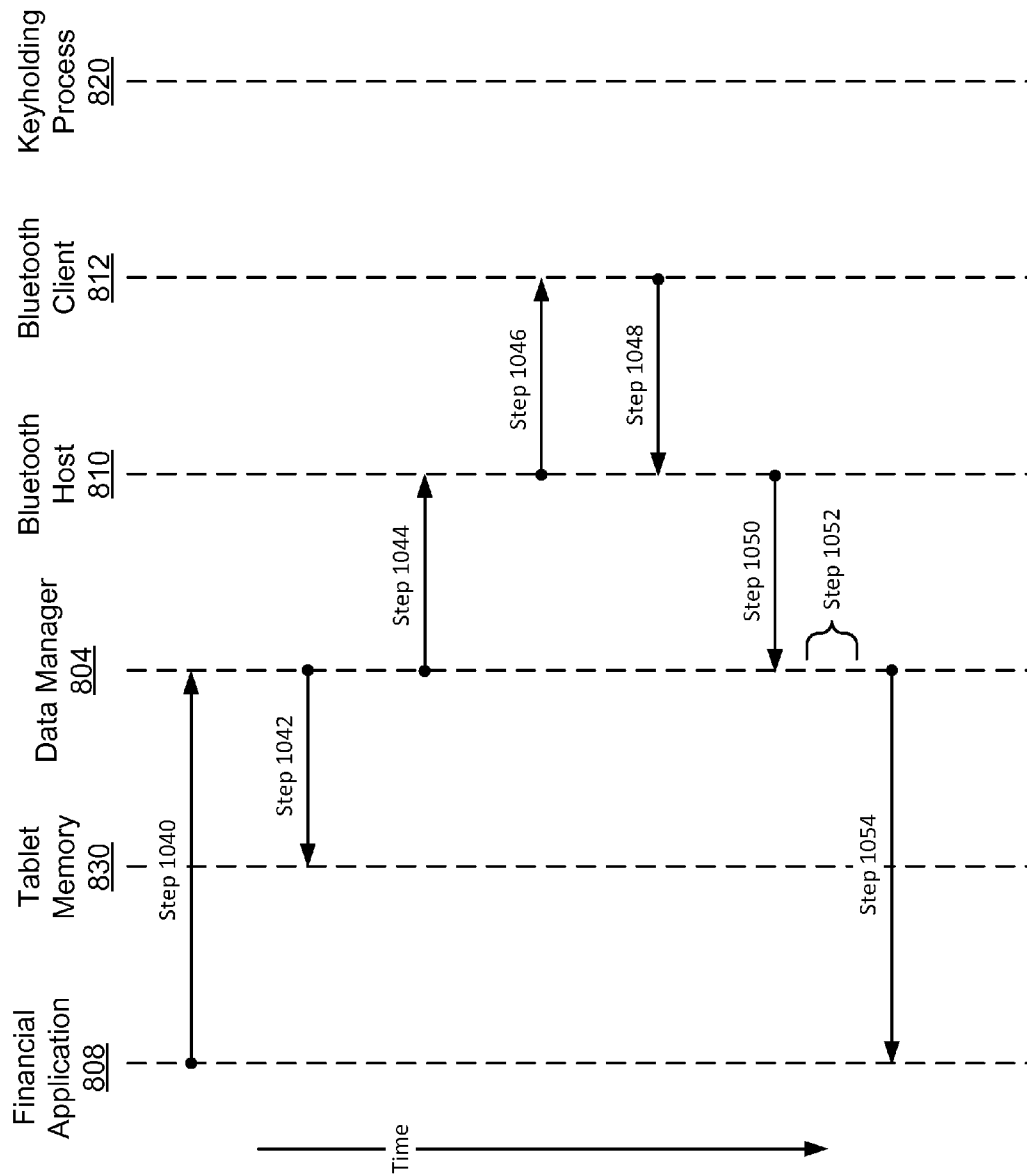 Financial
Application
808
Tablet
Memory
830
Data Manager
804
Bluetooth
Host
810
Bluetooth
Client
812
Keyholding
Process
820
Time
Step 1040
Step 1042
Step 1044
Step 1046
Step 1048
Step 1050
Step 1052
Step 1054